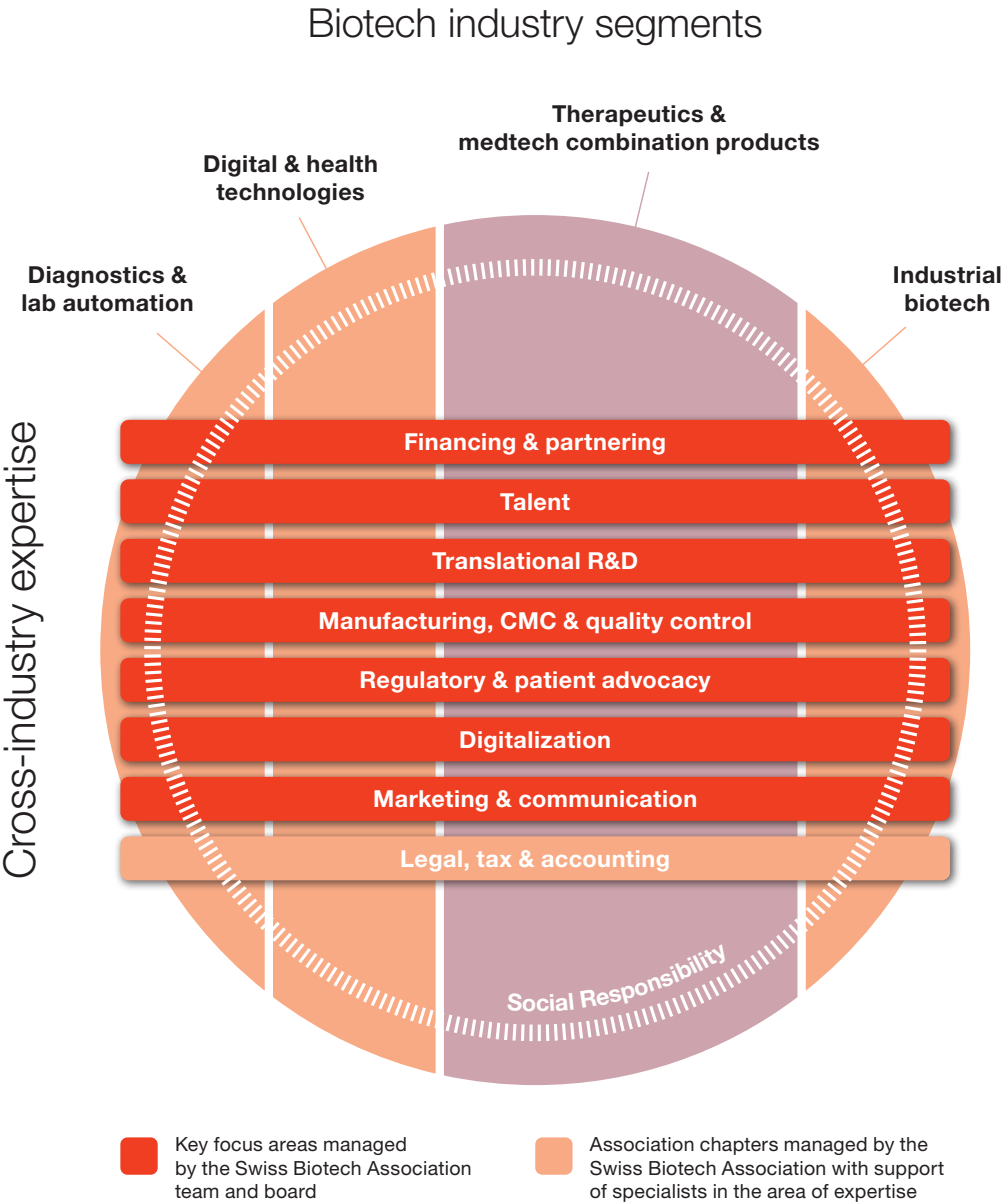 Biotech industry segments
Therapeutics &
medtech combination products
Digital & health
technologies
Diagnostics &
lab automation
Industrial
biotech
Cross-industry expertise
Financing & partnering
Talent
Translational R&D
Manufacturing, CMC & quality control
Regulatory & patient advocacy
Digitalization
Marketing & communication
Legal, tax & accounting
Social Responsibility
Key focus areas managed
by the Swiss Biotech Association
team and board
Association chapters managed by the
Swiss Biotech Association with support
of specialists in the area of expertise